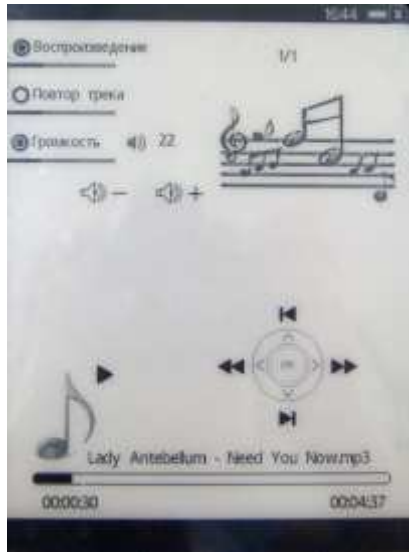 16:44
Воспроизведение
1/1
Повтор трека
Громкость 22
− +
OK
Lady Antebellum - Need You Now.mp3
00:00:30 00:04:37